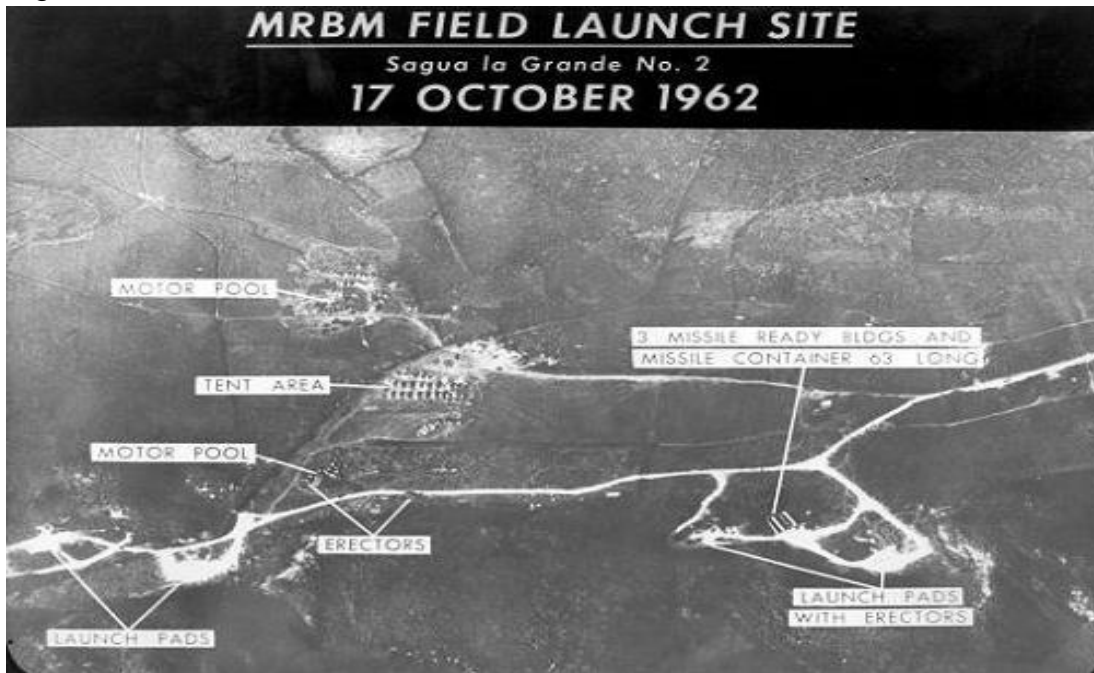 MRBM FIELD LAUNCH SITE
Sagua la Grande No. 2
17 OCTOBER 1962
MOTOR POOL
3 MISSILE READY BLDGS AND
MISSILE CONTAINER 63 LONG
TENT AREA
MOTOR POOL
ERECTORS
LAUNCH PADS
WITH ERECTORS
LAUNCH PADS